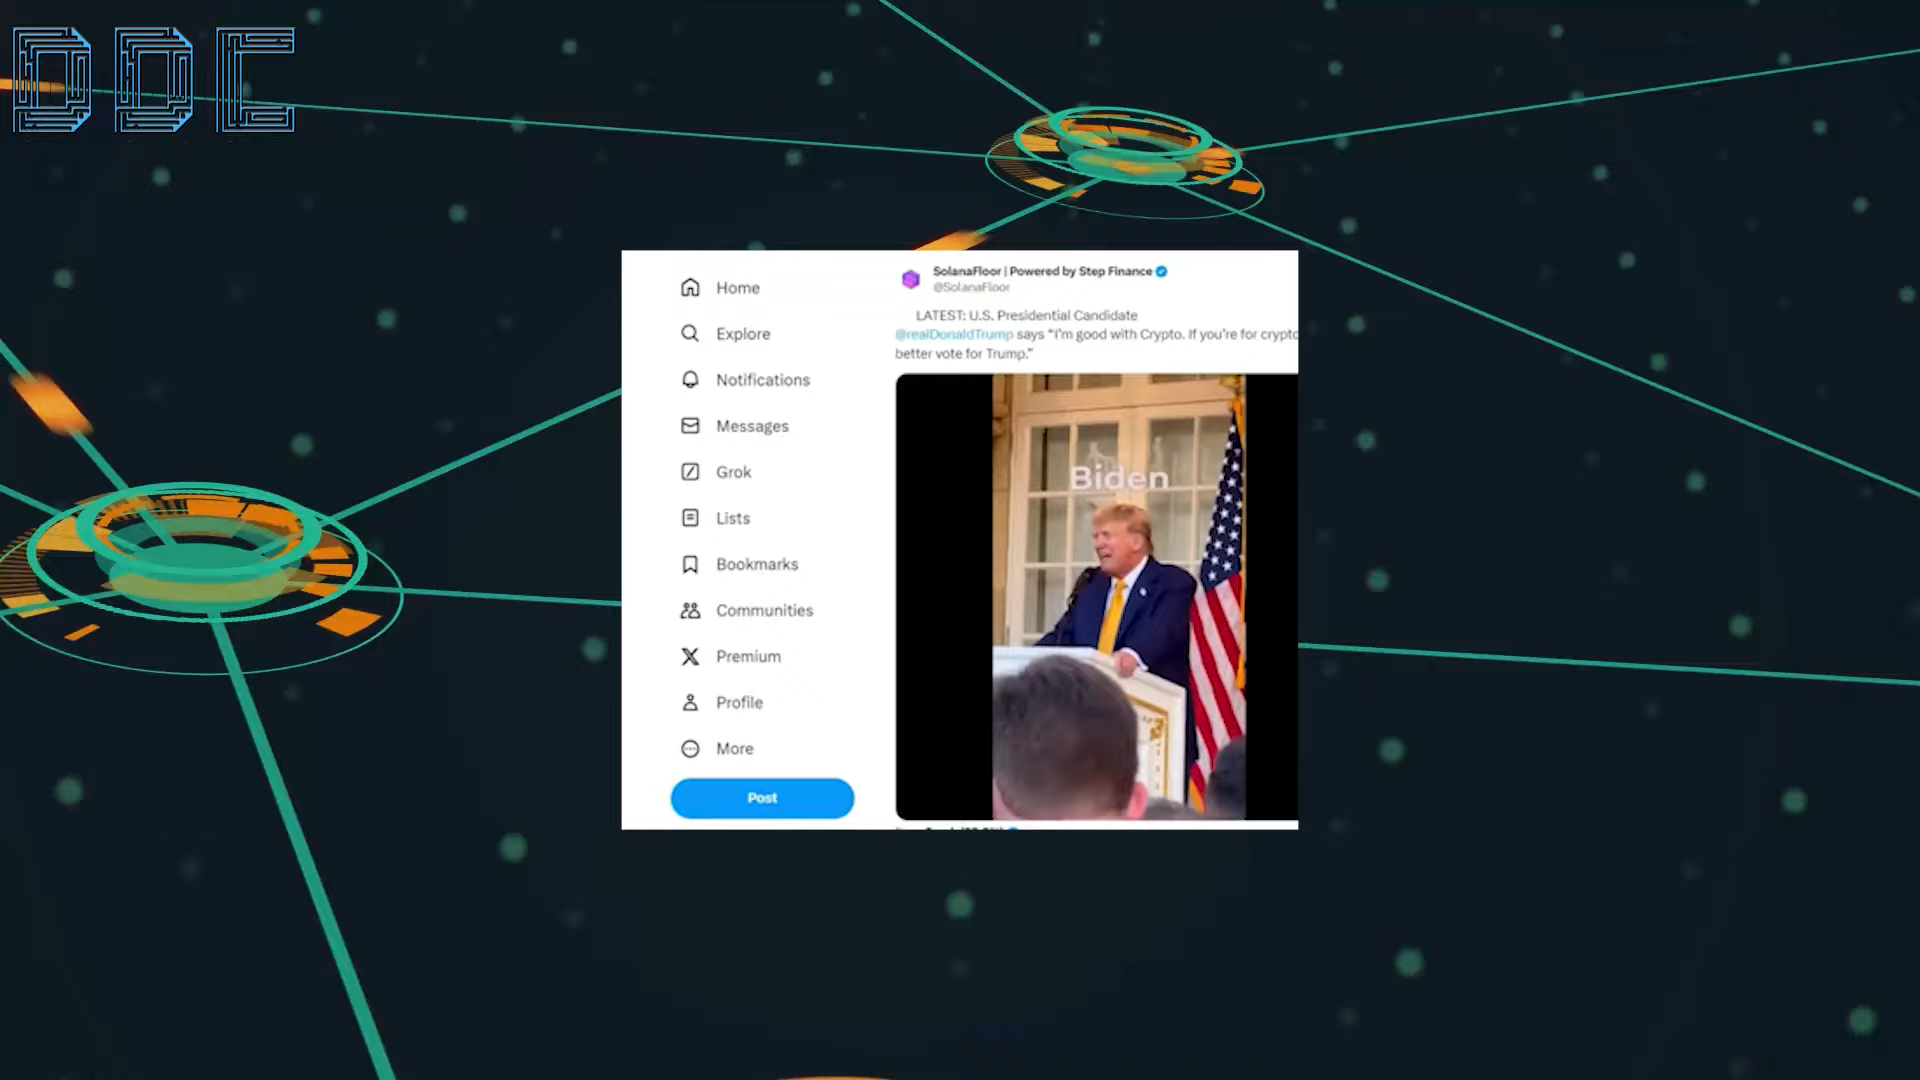 DDC
Home
Explore
Notifications
Messages
Grok
Lists
Bookmarks
Communities
Premium
Profile
More
Post
SolanaFloor | Powered by Step Finance
@SolanaFloor
LATEST: U.S. Presidential Candidate
@realDonaldTrump says “I'm good with Crypto. If you're for crypto
better vote for Trump.”
Biden